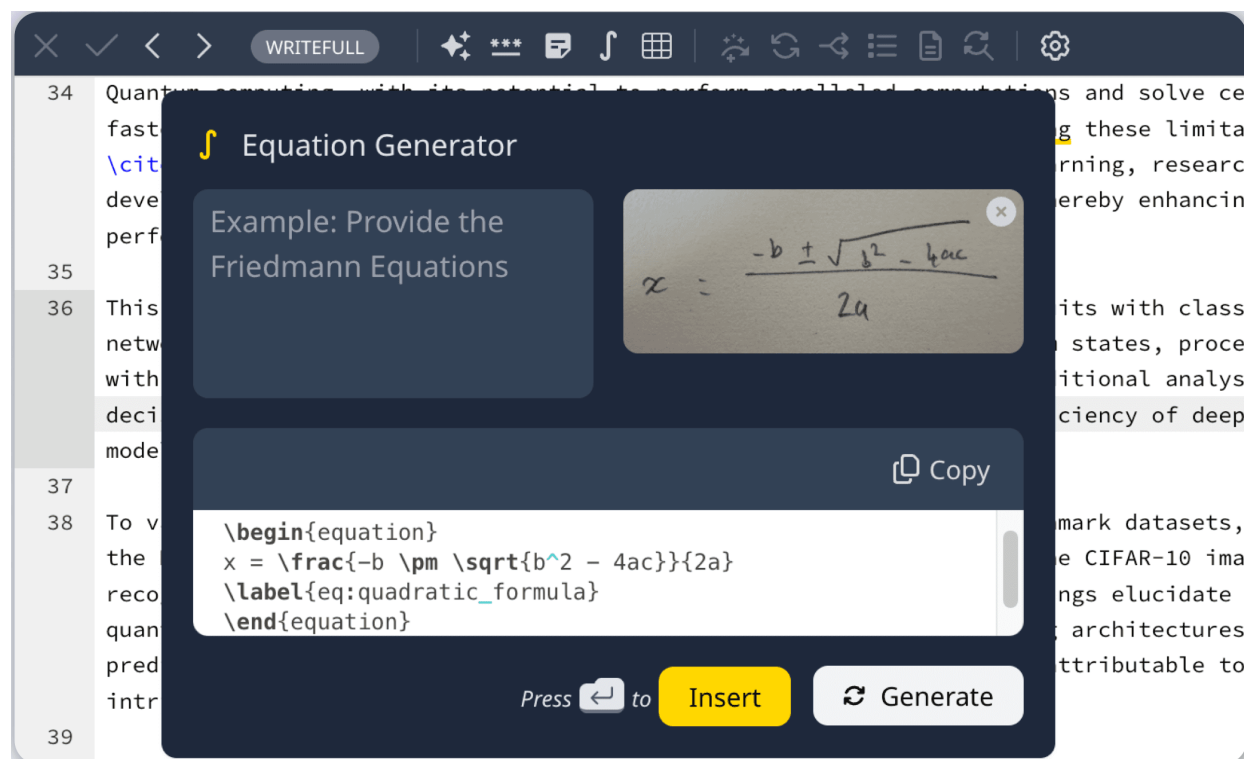 WRITEFULL
34 Quantum computing, with its potential to perform paralleled computations and solve ce
fast
g these limita
\cit
rning, researc
deve
hereby enhancin
perf
35
36 This
its with class
netw
states, proce
with
itional analys
deci
ciency of deep
mode
37
38 To v
mark datasets,
the
e CIFAR-10 ima
reco
ngs elucidate
quan
architectures
pred
ttributable to
intr
39
∫ Equation Generator
Example: Provide the
Friedmann Equations
x = -b ± √b² - 4ac / 2a
Copy
\begin{equation}
x = \frac{-b \pm \sqrt{b^2 - 4ac}}{2a}
\label{eq:quadratic_formula}
\end{equation}
Press ↵ to Insert
Generate